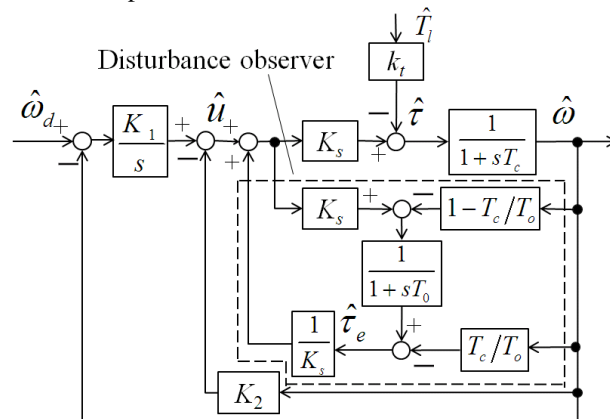 T̂_l
Disturbance observer
k_t
ω̂_d + K_1/s + û + K_s − τ̂ 1/(1 + sT_c) ω̂
− − + +
K_s + − 1 − T_c/T_o
1/(1 + sT_0)
1/K_s τ̂_e + − T_c/T_o
K_2